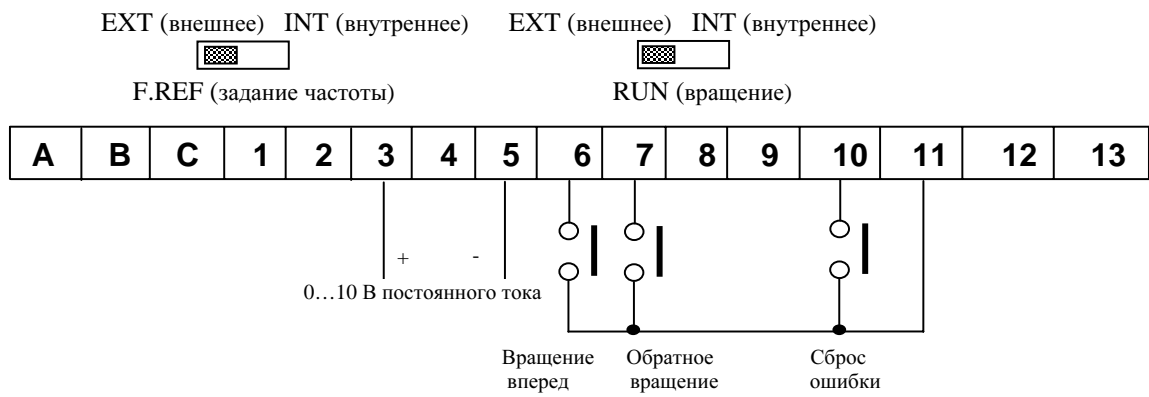 EXT (внешнее) INT (внутреннее) EXT (внешнее) INT (внутреннее)
F.REF (задание частоты) RUN (вращение)
A B C 1 2 3 4 5 6 7 8 9 10 11 12 13
+ -
0…10 В постоянного тока
Вращение Обратное Сброс
вперед вращение ошибки